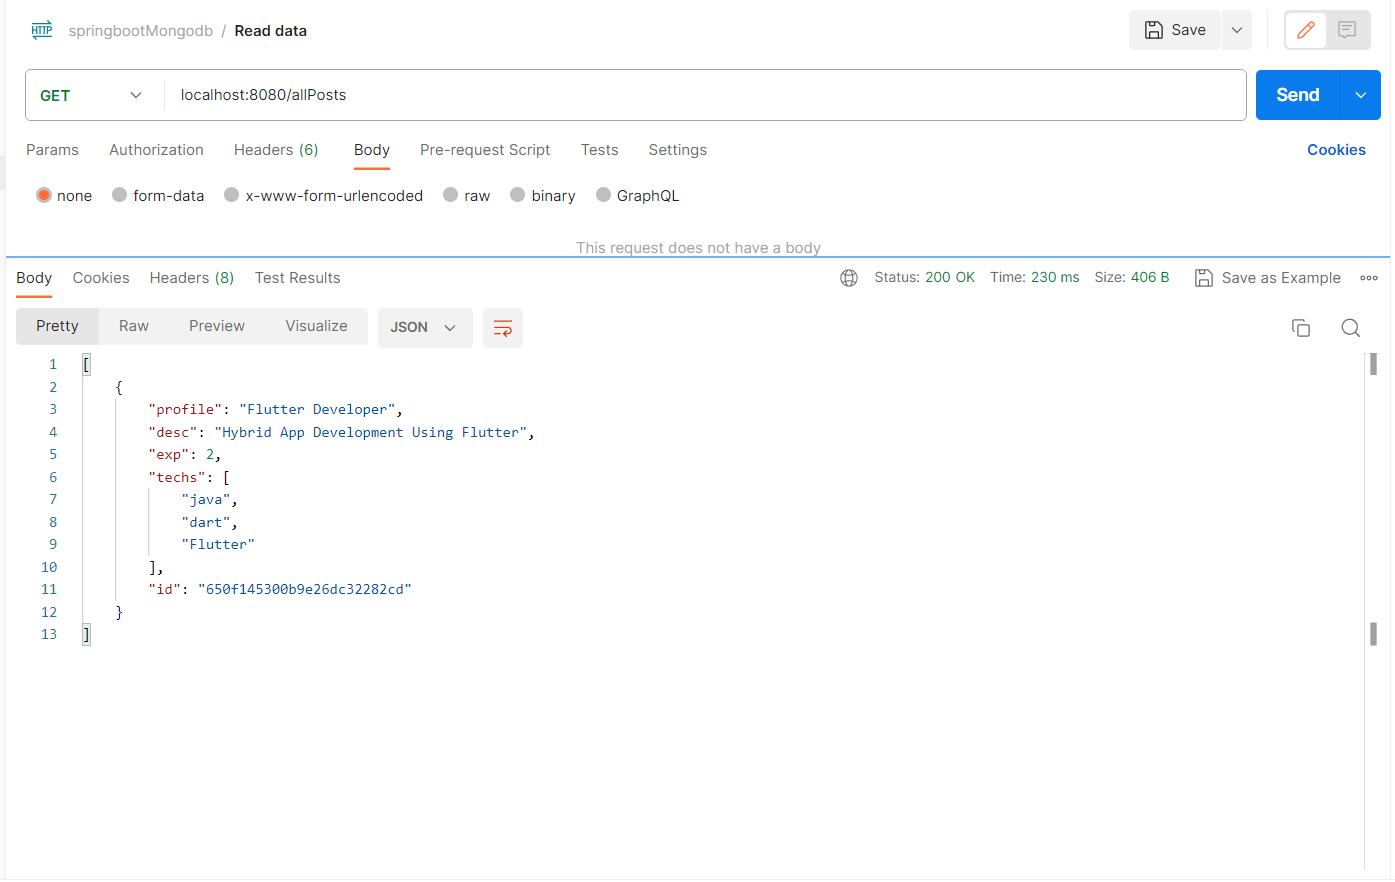 HTTP springbootMongodb / Read data Save
GET localhost:8080/allPosts Send
Params Authorization Headers (6) Body Pre-request Script Tests Settings Cookies
none form-data x-www-form-urlencoded raw binary GraphQL
This request does not have a body
Body Cookies Headers (8) Test Results Status: 200 OK Time: 230 ms Size: 406 B Save as Example
Pretty Raw Preview Visualize JSON
1 [
2 {
3 "profile": "Flutter Developer",
4 "desc": "Hybrid App Development Using Flutter",
5 "exp": 2,
6 "techs": [
7 "java",
8 "dart",
9 "Flutter"
10 ],
11 "id": "650f145300b9e26dc32282cd"
12 }
13 ]